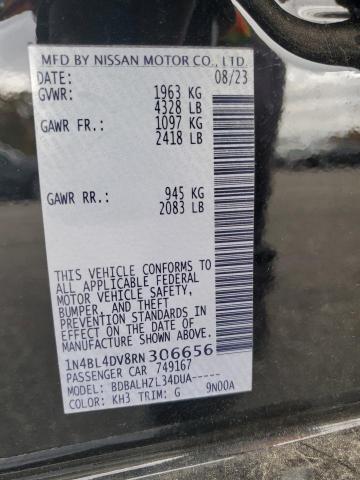 MFD BY NISSAN MOTOR CO., LTD.
DATE: 08/23
GVWR: 1963 KG
4328 LB
GAWR FR.: 1097 KG
2418 LB
GAWR RR.: 945 KG
2083 LB
THIS VEHICLE CONFORMS TO
ALL APPLICABLE FEDERAL
MOTOR VEHICLE SAFETY,
BUMPER, AND THEFT
PREVENTION STANDARDS IN
EFFECT ON THE DATE OF
MANUFACTURE SHOWN ABOVE.
1N4BL4DV8RN306656
PASSENGER CAR 749167
MODEL: BDBALHZL34DUA-----
COLOR: KH3 TRIM: G 9N00A